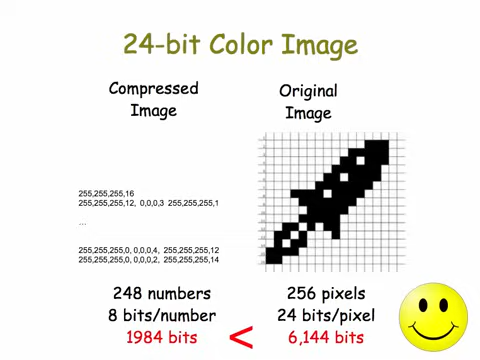 24-bit Color Image
Compressed
Image
Original
Image
255,255,255,16
255,255,255,12, 0,0,0,3 255,255,255,1
...
255,255,255,0, 0,0,0,4, 255,255,255,12
255,255,255,0, 0,0,0,2, 255,255,255,14
248 numbers
8 bits/number
1984 bits
<
256 pixels
24 bits/pixel
6,144 bits